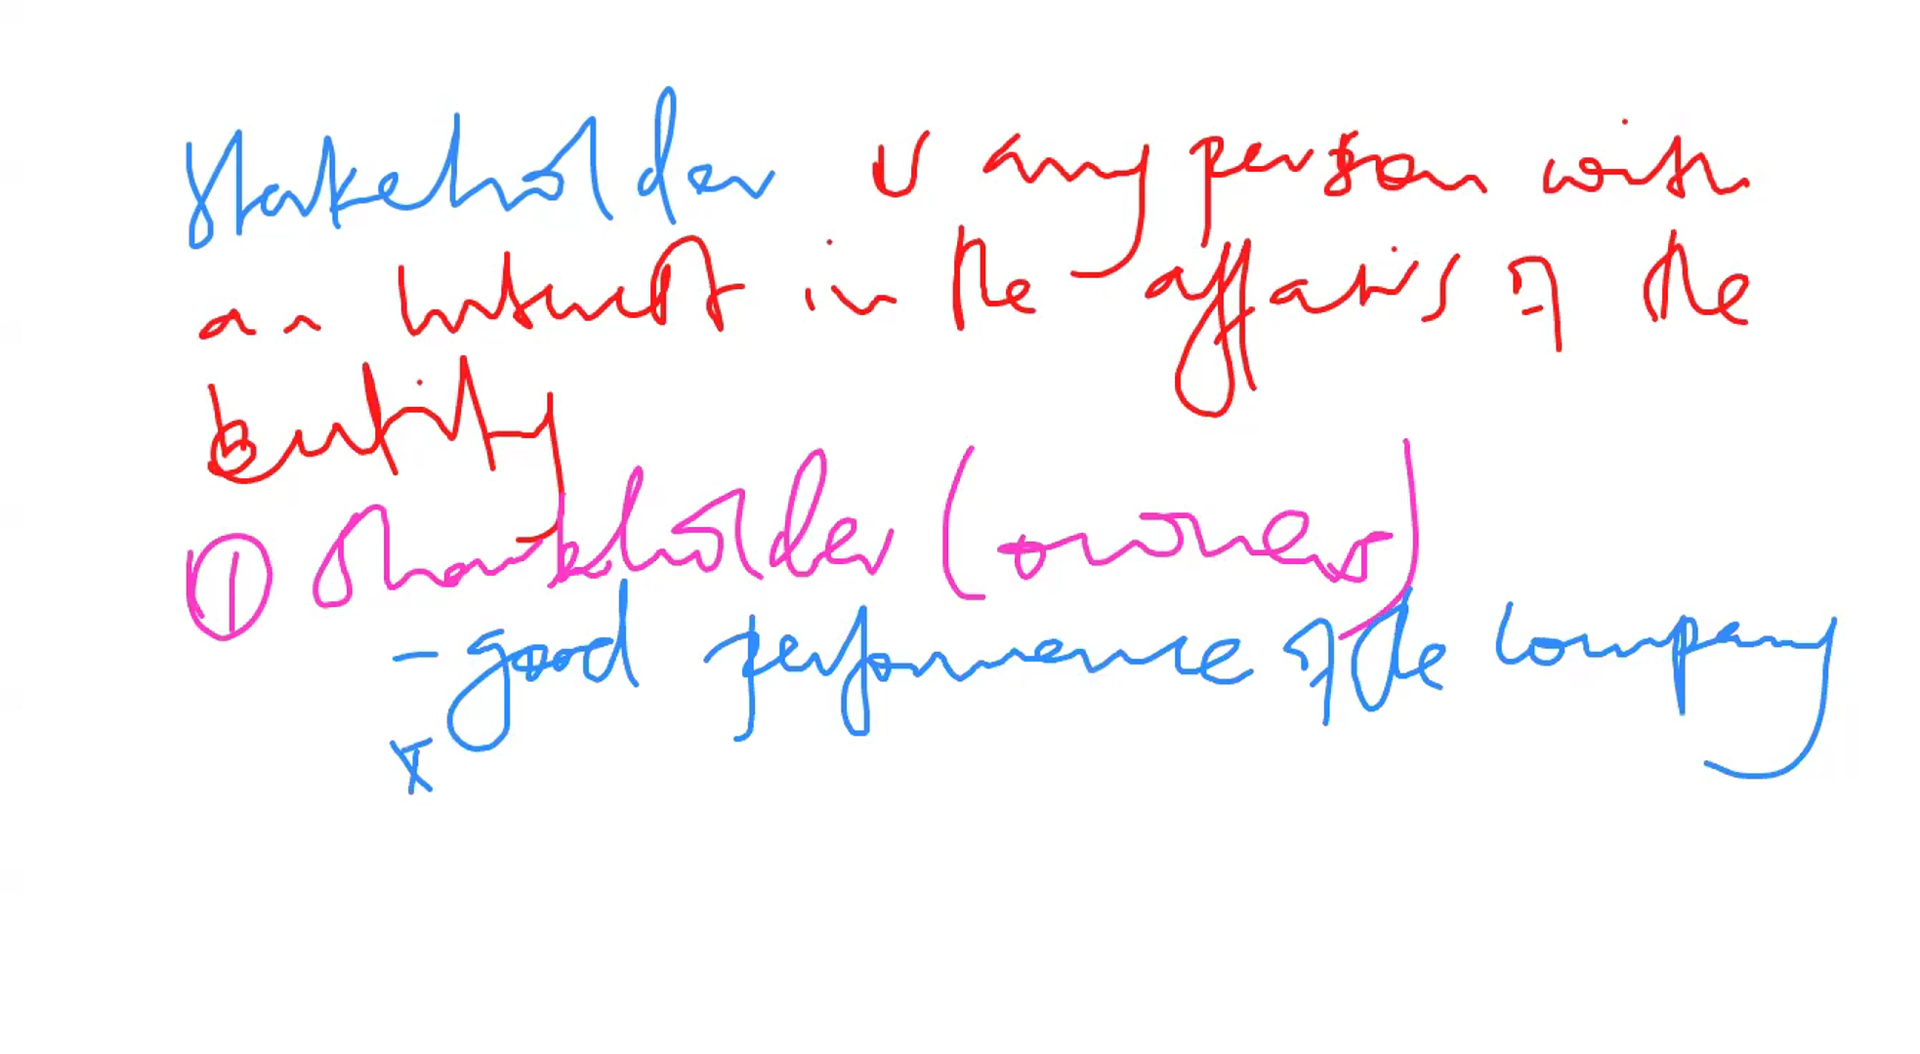 Stakeholder is any person with
an interest in the affairs of the
entity
① Shareholder (owners)
- good performance of the company